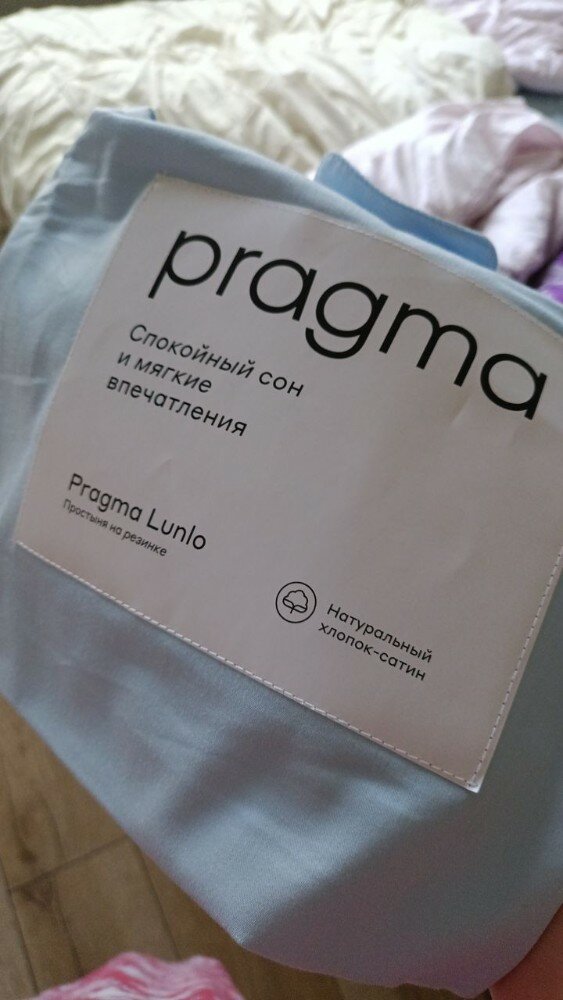 pragma
Спокойный сон
и мягкие
впечатления
Pragma Lunlo
Простыня на резинке
Натуральный
хлопок-сатин